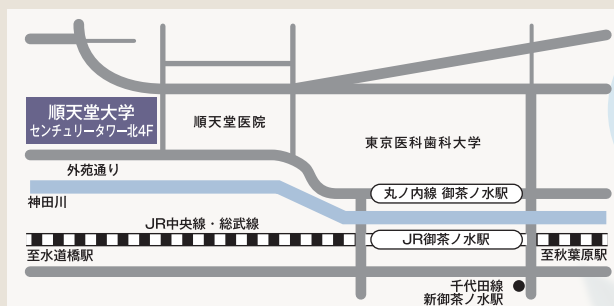 順天堂大学
センチュリータワー北4F
順天堂医院
東京医科歯科大学
外苑通り
丸ノ内線 御茶ノ水駅
神田川
JR中央線・総武線
JR御茶ノ水駅
至水道橋駅
至秋葉原駅
千代田線
新御茶ノ水駅